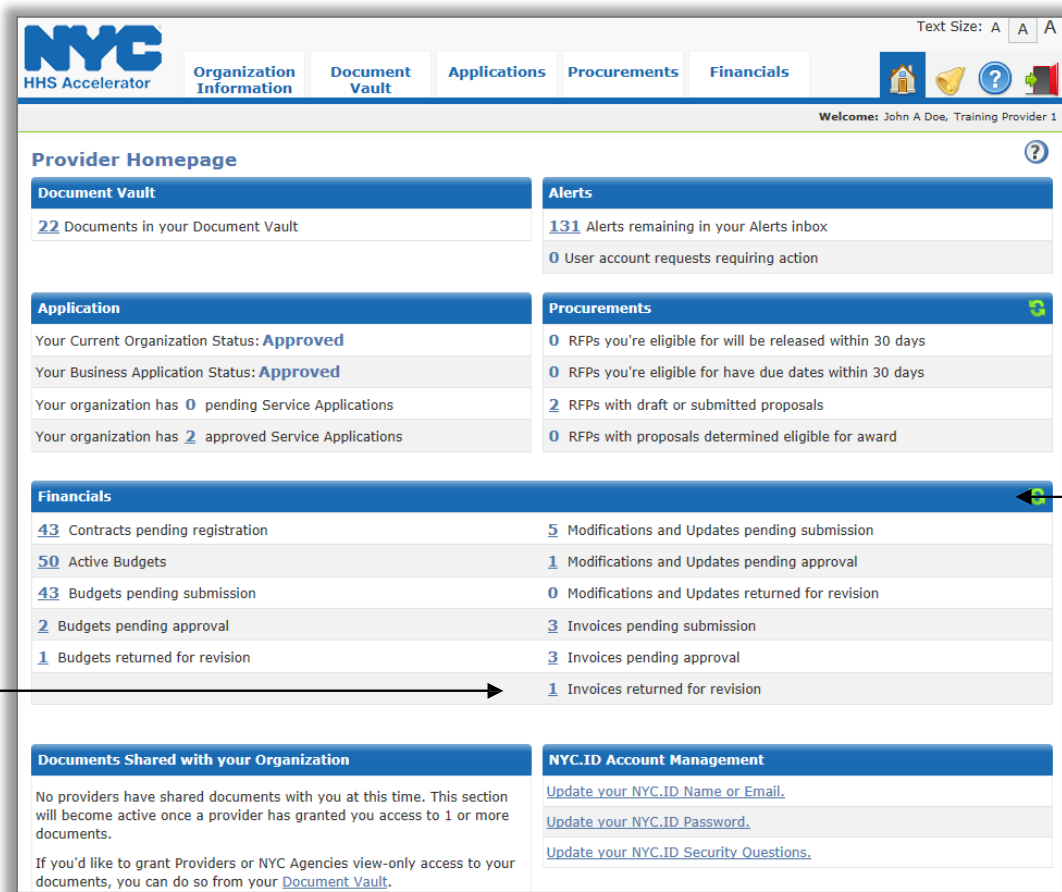 Text Size: A A A
NYC
HHS Accelerator
Organization Information
Document Vault
Applications
Procurements
Financials
Welcome: John A Doe, Training Provider 1
Provider Homepage
Document Vault
22 Documents in your Document Vault
Alerts
131 Alerts remaining in your Alerts inbox
0 User account requests requiring action
Application
Your Current Organization Status: Approved
Your Business Application Status: Approved
Your organization has 0 pending Service Applications
Your organization has 2 approved Service Applications
Procurements
0 RFPs you're eligible for will be released within 30 days
0 RFPs you're eligible for have due dates within 30 days
2 RFPs with draft or submitted proposals
0 RFPs with proposals determined eligible for award
Financials
43 Contracts pending registration
50 Active Budgets
43 Budgets pending submission
2 Budgets pending approval
1 Budgets returned for revision
5 Modifications and Updates pending submission
1 Modifications and Updates pending approval
0 Modifications and Updates returned for revision
3 Invoices pending submission
3 Invoices pending approval
1 Invoices returned for revision
Documents Shared with your Organization
No providers have shared documents with you at this time. This section
will become active once a provider has granted you access to 1 or more
documents.
If you'd like to grant Providers or NYC Agencies view-only access to your
documents, you can do so from your Document Vault.
NYC.ID Account Management
Update your NYC.ID Name or Email.
Update your NYC.ID Password.
Update your NYC.ID Security Questions.